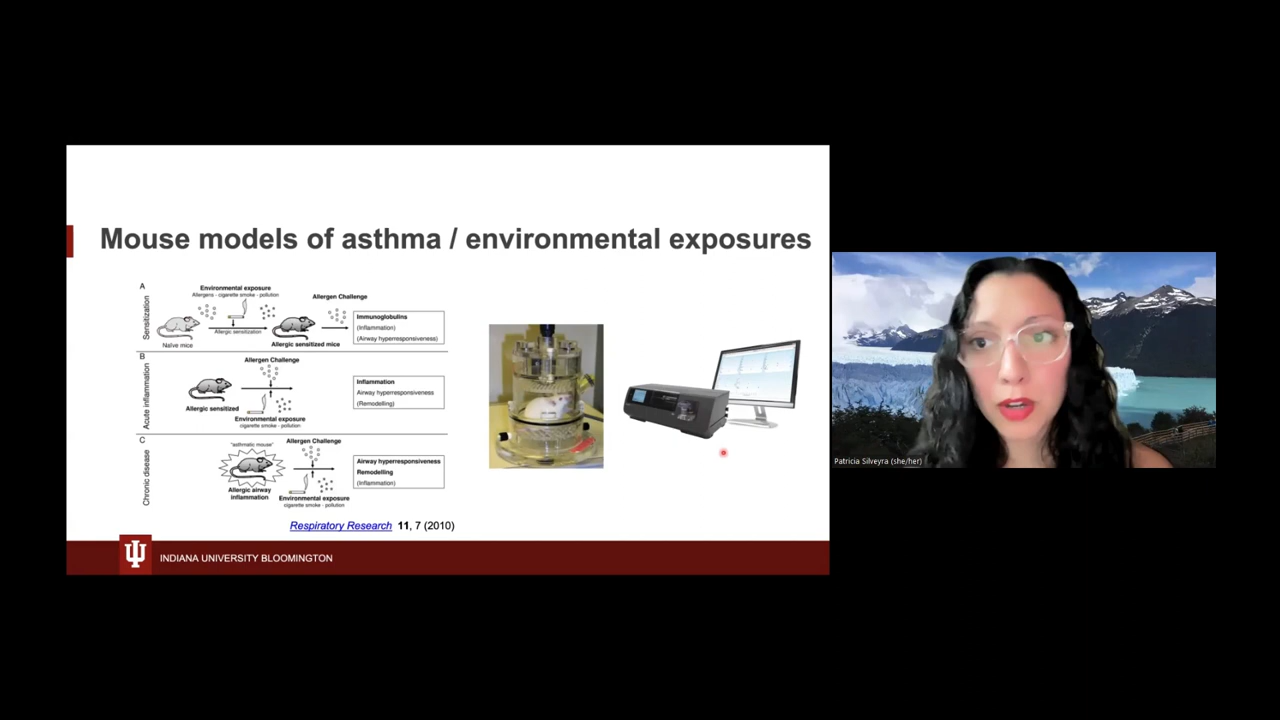 Mouse models of asthma / environmental exposures
A
Sensitization
Environmental exposure
Allergens - cigarette smoke - pollution
Allergen Challenge
Naïve mice
Allergic sensitization
Allergic sensitized mice
Immunoglobulins
(Inflammation)
(Airway hyperresponsiveness)
B
Acute inflammation
Allergen Challenge
Allergic sensitized
Environmental exposure
cigarette smoke - pollution
Inflammation
Airway hyperresponsiveness
(Remodelling)
C
Chronic disease
"asthmatic mouse"
Allergen Challenge
Allergic airway
inflammation
Environmental exposure
cigarette smoke - pollution
Airway hyperresponsiveness
Remodelling
(Inflammation)
Respiratory Research 11, 7 (2010)
INDIANA UNIVERSITY BLOOMINGTON
Patricia Silveyra (she/her)